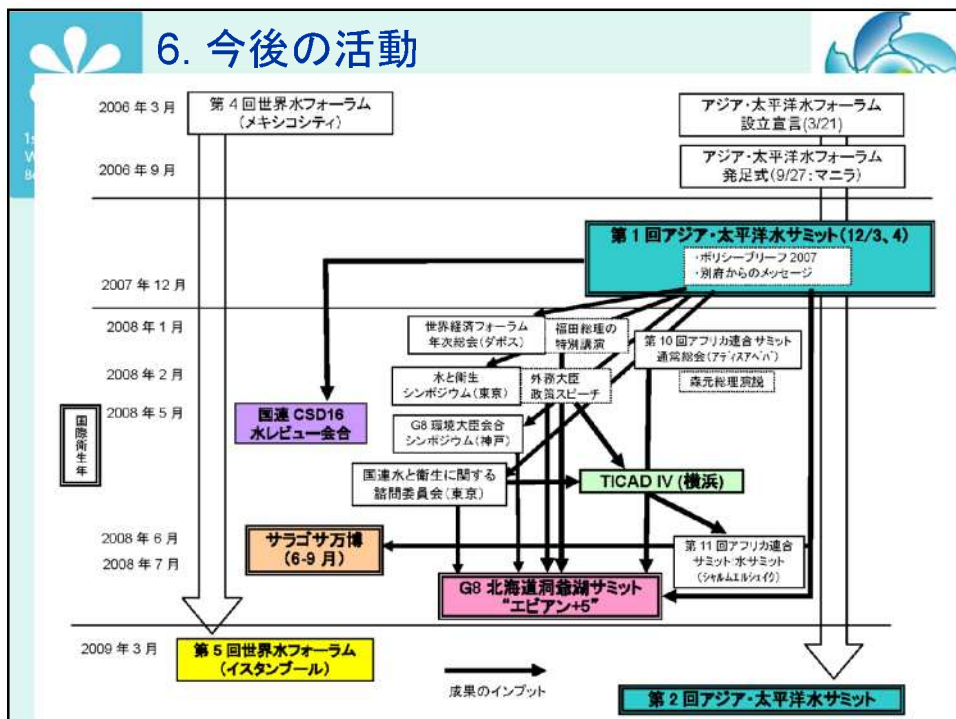 6. 今後の活動
2006 年 3 月
第 4 回世界水フォーラム
(メキシコシティ)
アジア・太平洋水フォーラム
設立宣言(3/21)
2006 年 9 月
アジア・太平洋水フォーラム
発足式(9/27:マニラ)
第 1 回アジア・太平洋水サミット(12/3、4)
・ポリシーブリーフ 2007
・別府からのメッセージ
2007 年 12 月
2008 年 1 月
世界経済フォーラム
年次総会(ダボス)
福田総理の
特別講演
第 10 回アフリカ連合サミット
通常総会(アディスアベバ)
2008 年 2 月
水と衛生
シンポジウム(東京)
外務大臣
政策スピーチ
森元総理演説
2008 年 5 月
国連 CSD16
水レビュー会合
G8 環境大臣会合
シンポジウム(神戸)
国際衛生年
国連水と衛生に関する
諮問委員会(東京)
TICAD IV (横浜)
2008 年 6 月
サラゴサ万博
(6-9 月)
2008 年 7 月
第 11 回アフリカ連合
サミット:水サミット
(シャルムエルシェイク)
G8 北海道洞爺湖サミット
“エビアン+5”
2009 年 3 月
第 5 回世界水フォーラム
(イスタンブール)
成果のインプット
第 2 回アジア・太平洋水サミット